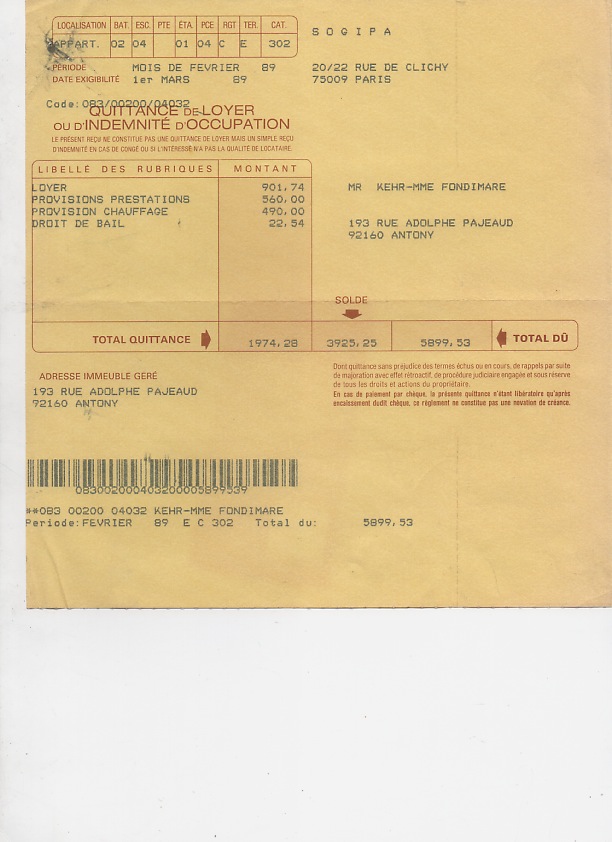 LOCALISATION BAT. ESC. PTE ÉTA. PCE RGT TER. CAT.
APPART. 02 04 01 04 C E 302
SOGIPA
PÉRIODE MOIS DE FEVRIER 89
DATE EXIGIBILITÉ 1er MARS 89
20/22 RUE DE CLICHY
75009 PARIS
Code:083/00200/04032
QUITTANCE DE LOYER
OU D'INDEMNITÉ D'OCCUPATION
LE PRÉSENT REÇU NE CONSTITUE PAS UNE QUITTANCE DE LOYER MAIS UN SIMPLE REÇU
D'INDEMNITÉ EN CAS DE CONGÉ OU SI L'INTÉRESSÉ N'A PAS LA QUALITÉ DE LOCATAIRE.
LIBELLÉ DES RUBRIQUES MONTANT
LOYER 901,74
PROVISIONS PRESTATIONS 560,00
PROVISION CHAUFFAGE 490,00
DROIT DE BAIL 22,54
MR KEHR-MME FONDIMARE
193 RUE ADOLPHE PAJEAUD
92160 ANTONY
SOLDE
TOTAL QUITTANCE 1974,28 3925,25 5899,53 TOTAL DÛ
ADRESSE IMMEUBLE GERÉ
193 RUE ADOLPHE PAJEAUD
92160 ANTONY
Dont quittance sans préjudice des termes échus ou en cours, de rappels par suite
de majoration avec effet rétroactif, de procédure judiciaire engagée et sous réserve
de tous les droits et actions du propriétaire.
En cas de paiement par chèque, la présente quittance n'étant libératoire qu'après
encaissement dudit chèque, ce règlement ne constitue pas une novation de créance.
083002000403200005899539
**083 00200 04032 KEHR-MME FONDIMARE
Periode:FEVRIER 89 E C 302 Total du: 5899,53